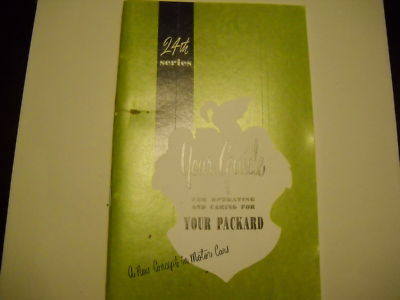 24th
series
Your Guide
FOR OPERATING
AND CARING FOR
YOUR PACKARD
A New Concept in Motor Cars